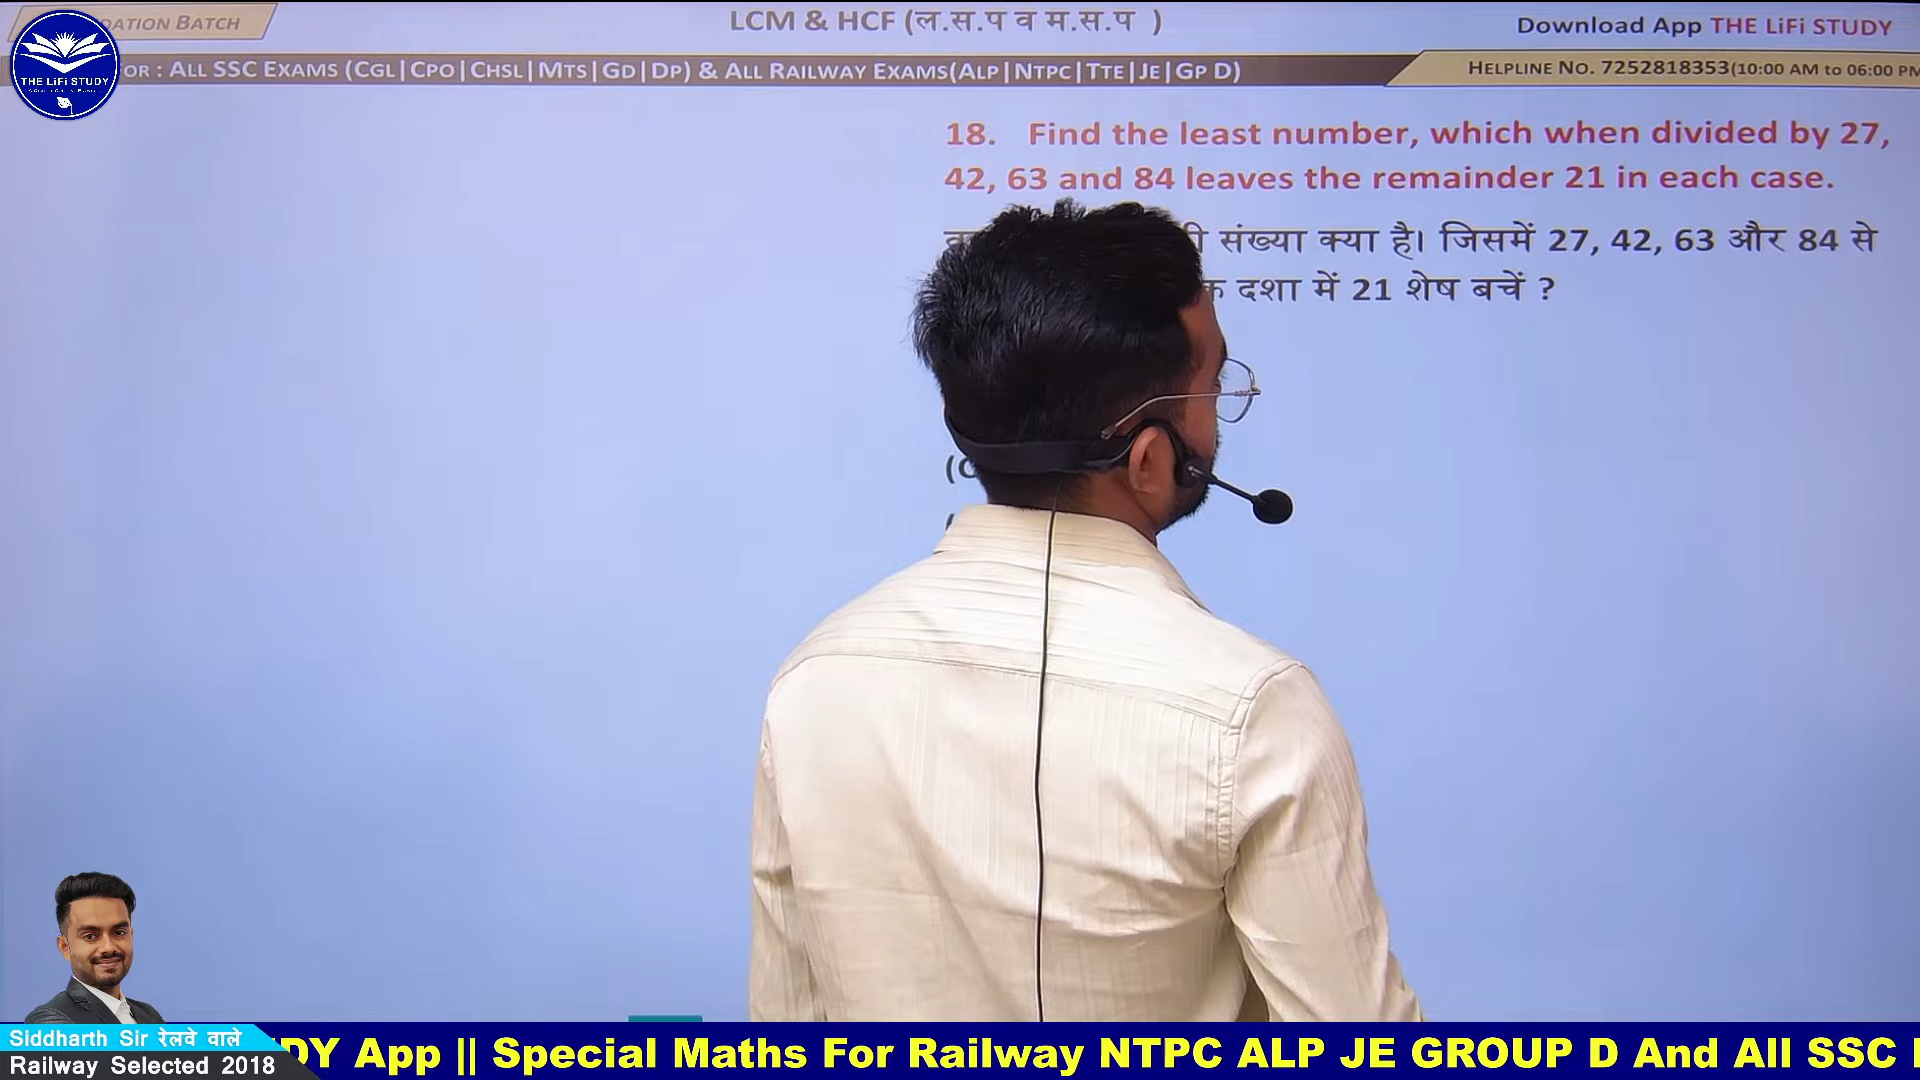 DATION BATCH
LCM & HCF (ल.स.प व म.स.प )
Download App THE LiFi STUDY
THE LiFi STUDY
OR : ALL SSC EXAMS (CGL|CPO|CHSL|MTS|GD|DP) & ALL RAILWAY EXAMS(ALP|NTPC|TTE|JE|GP D)
HELPLINE NO. 7252818353(10:00 AM TO 06:00 PM
18. Find the least number, which when divided by 27,
42, 63 and 84 leaves the remainder 21 in each case.
संख्या क्या है। जिसमें 27, 42, 63 और 84 से
दशा में 21 शेष बचें ?
Siddharth Sir रेलवे वाले
Railway Selected 2018
DY App || Special Maths For Railway NTPC ALP JE GROUP D And All SSC